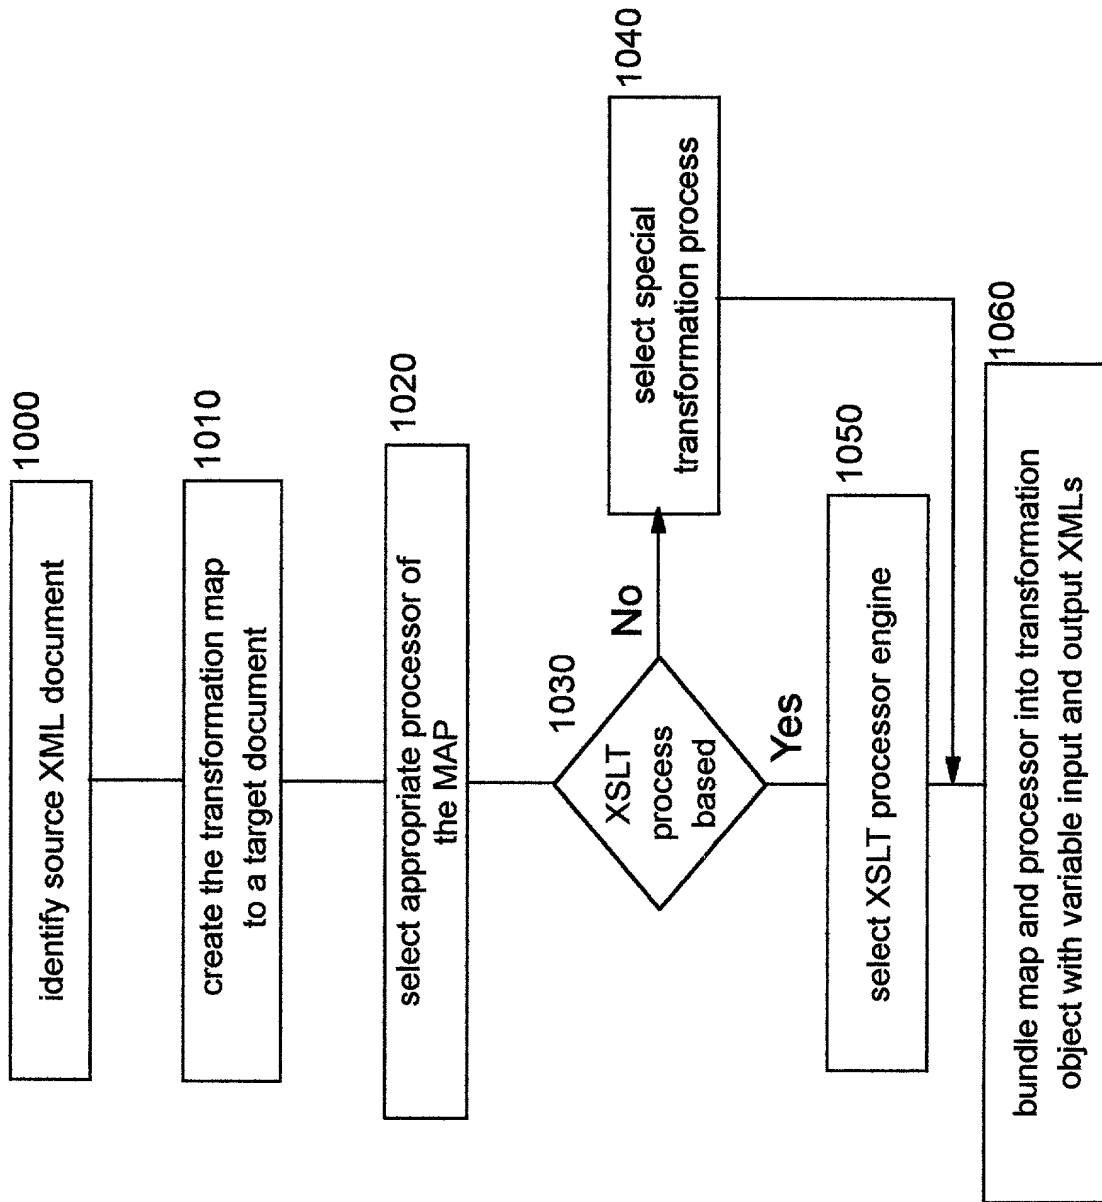 1000
identify source XML document
1010
create the transformation map
to a target document
1020
select appropriate processor of
the MAP
1030
XSLT
process
based
No
1040
select special
transformation process
Yes
1050
select XSLT processor engine
1060
bundle map and processor into transformation
object with variable input and output XMLs